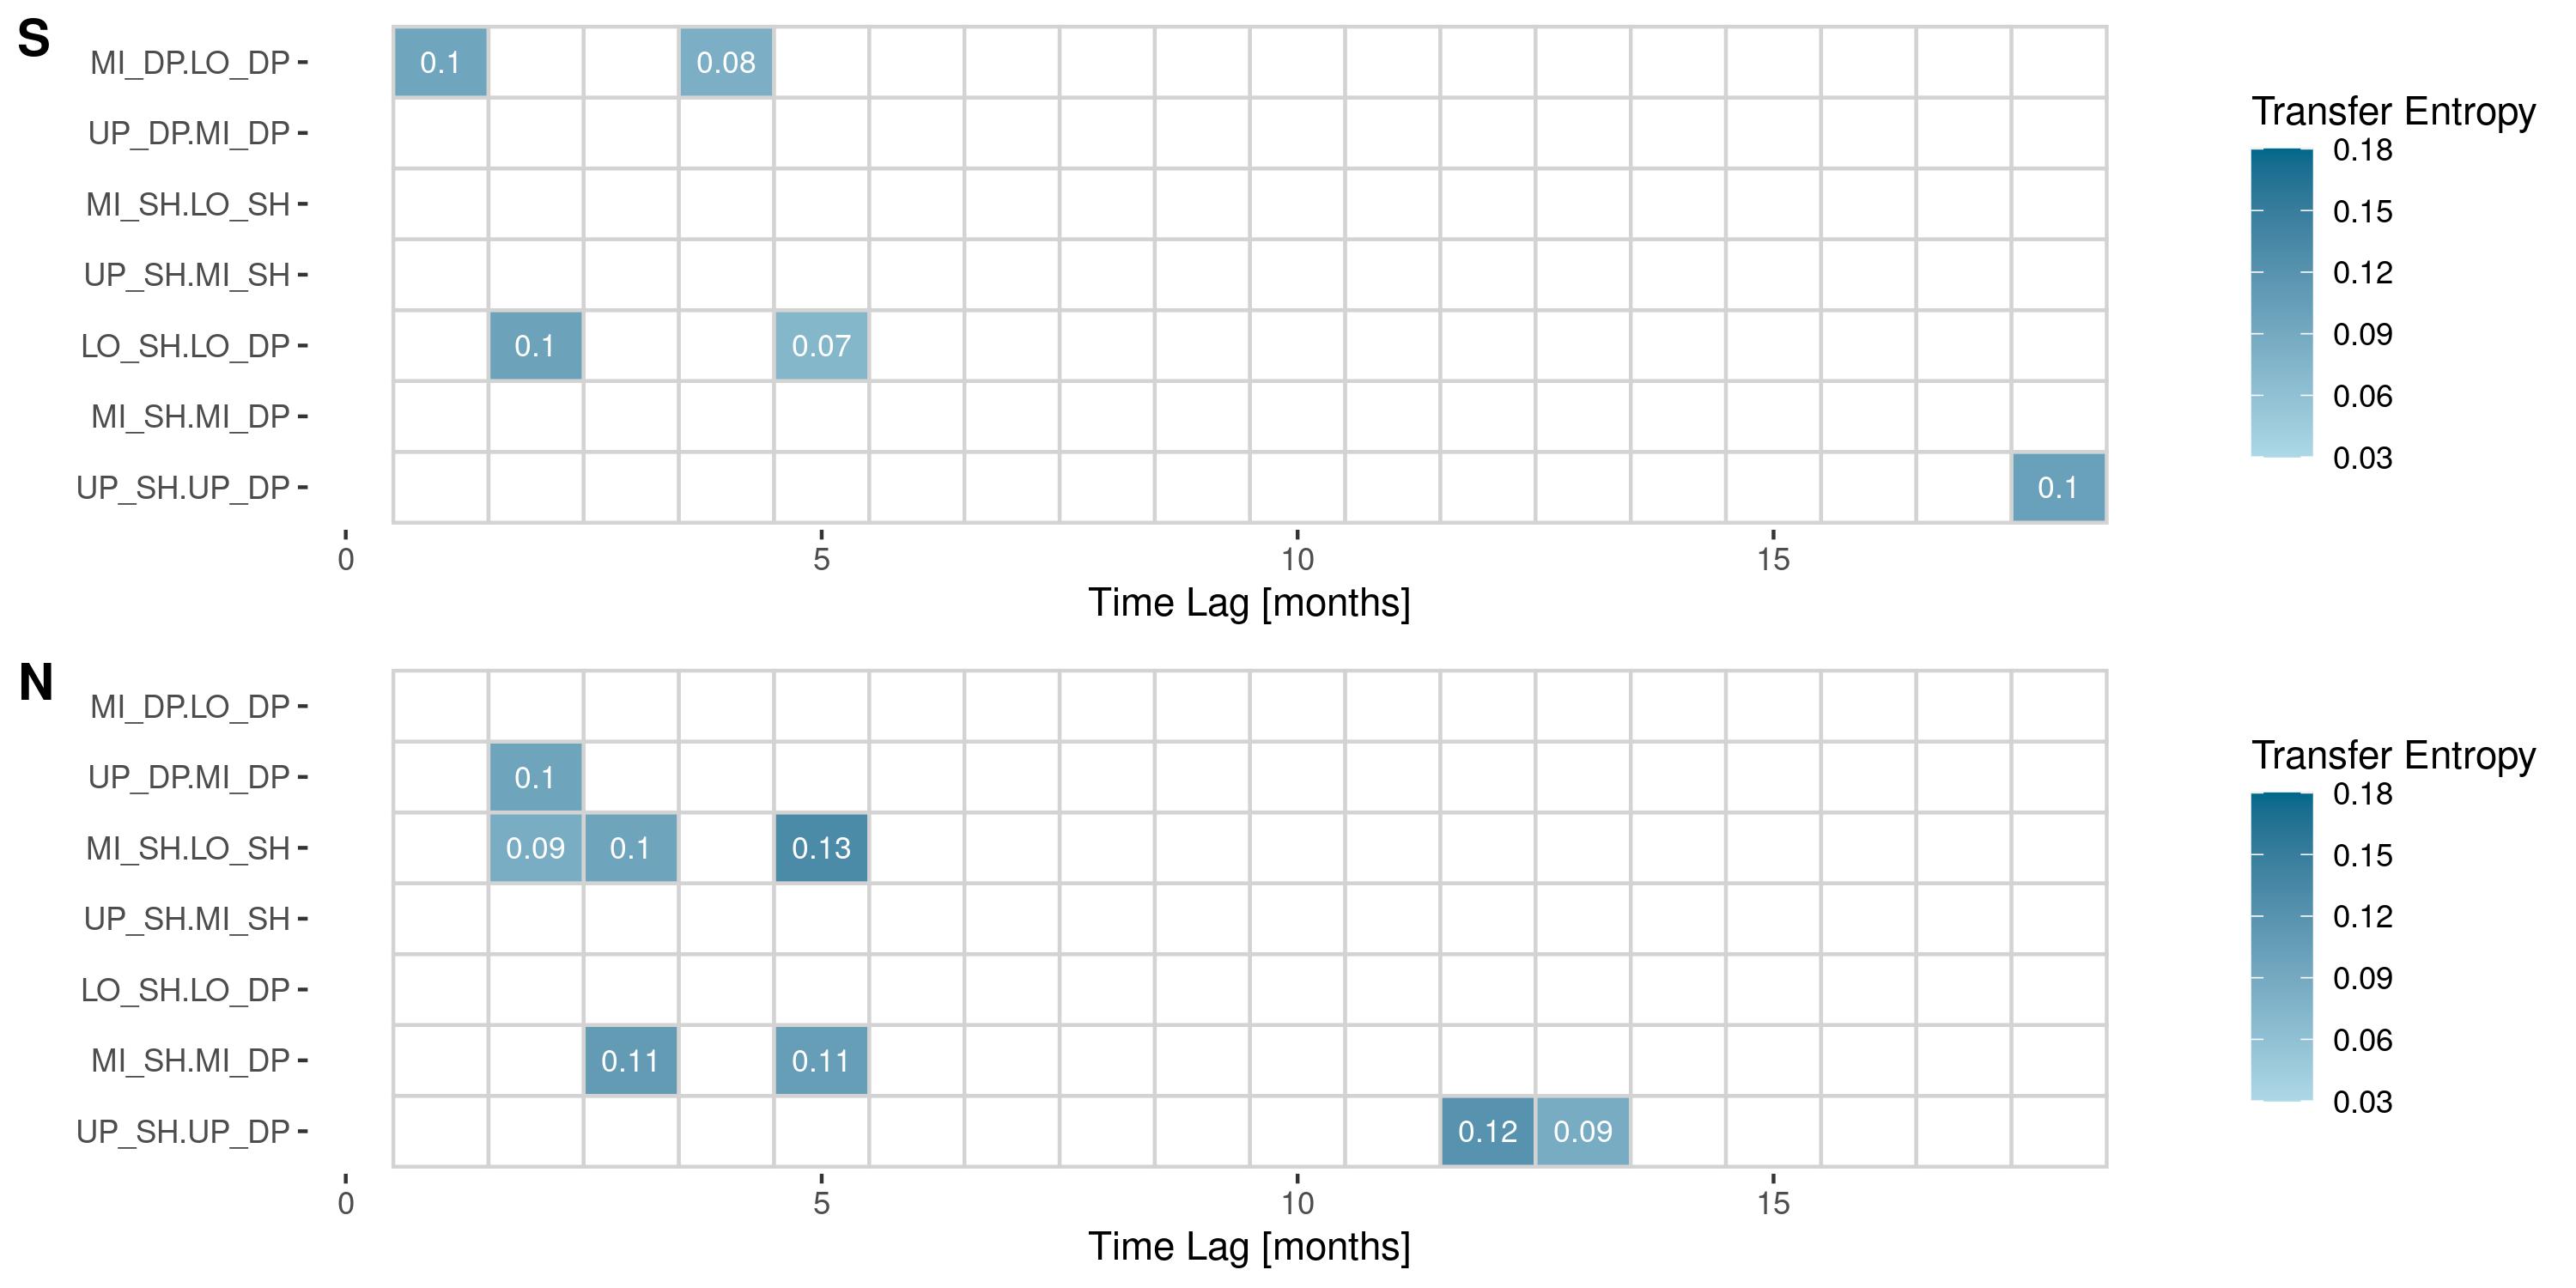 S
MI_DP.LO_DP 0.1 0.08
UP_DP.MI_DP
MI_SH.LO_SH
UP_SH.MI_SH
LO_SH.LO_DP 0.1 0.07
MI_SH.MI_DP
UP_SH.UP_DP 0.1
0 5 10 15
Time Lag [months]
Transfer Entropy
0.18
0.15
0.12
0.09
0.06
0.03
N
MI_DP.LO_DP
UP_DP.MI_DP 0.1
MI_SH.LO_SH 0.09 0.1 0.13
UP_SH.MI_SH
LO_SH.LO_DP
MI_SH.MI_DP 0.11 0.11
UP_SH.UP_DP 0.12 0.09
0 5 10 15
Time Lag [months]
Transfer Entropy
0.18
0.15
0.12
0.09
0.06
0.03